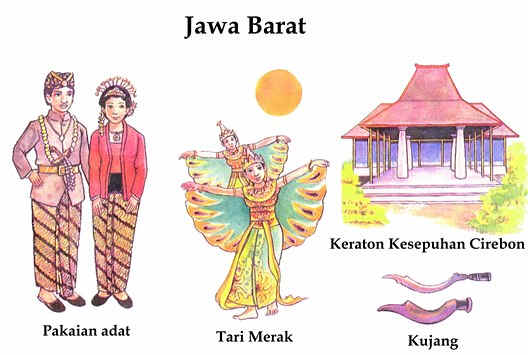 Jawa Barat
Pakaian adat
Tari Merak
Keraton Kesepuhan Cirebon
Kujang